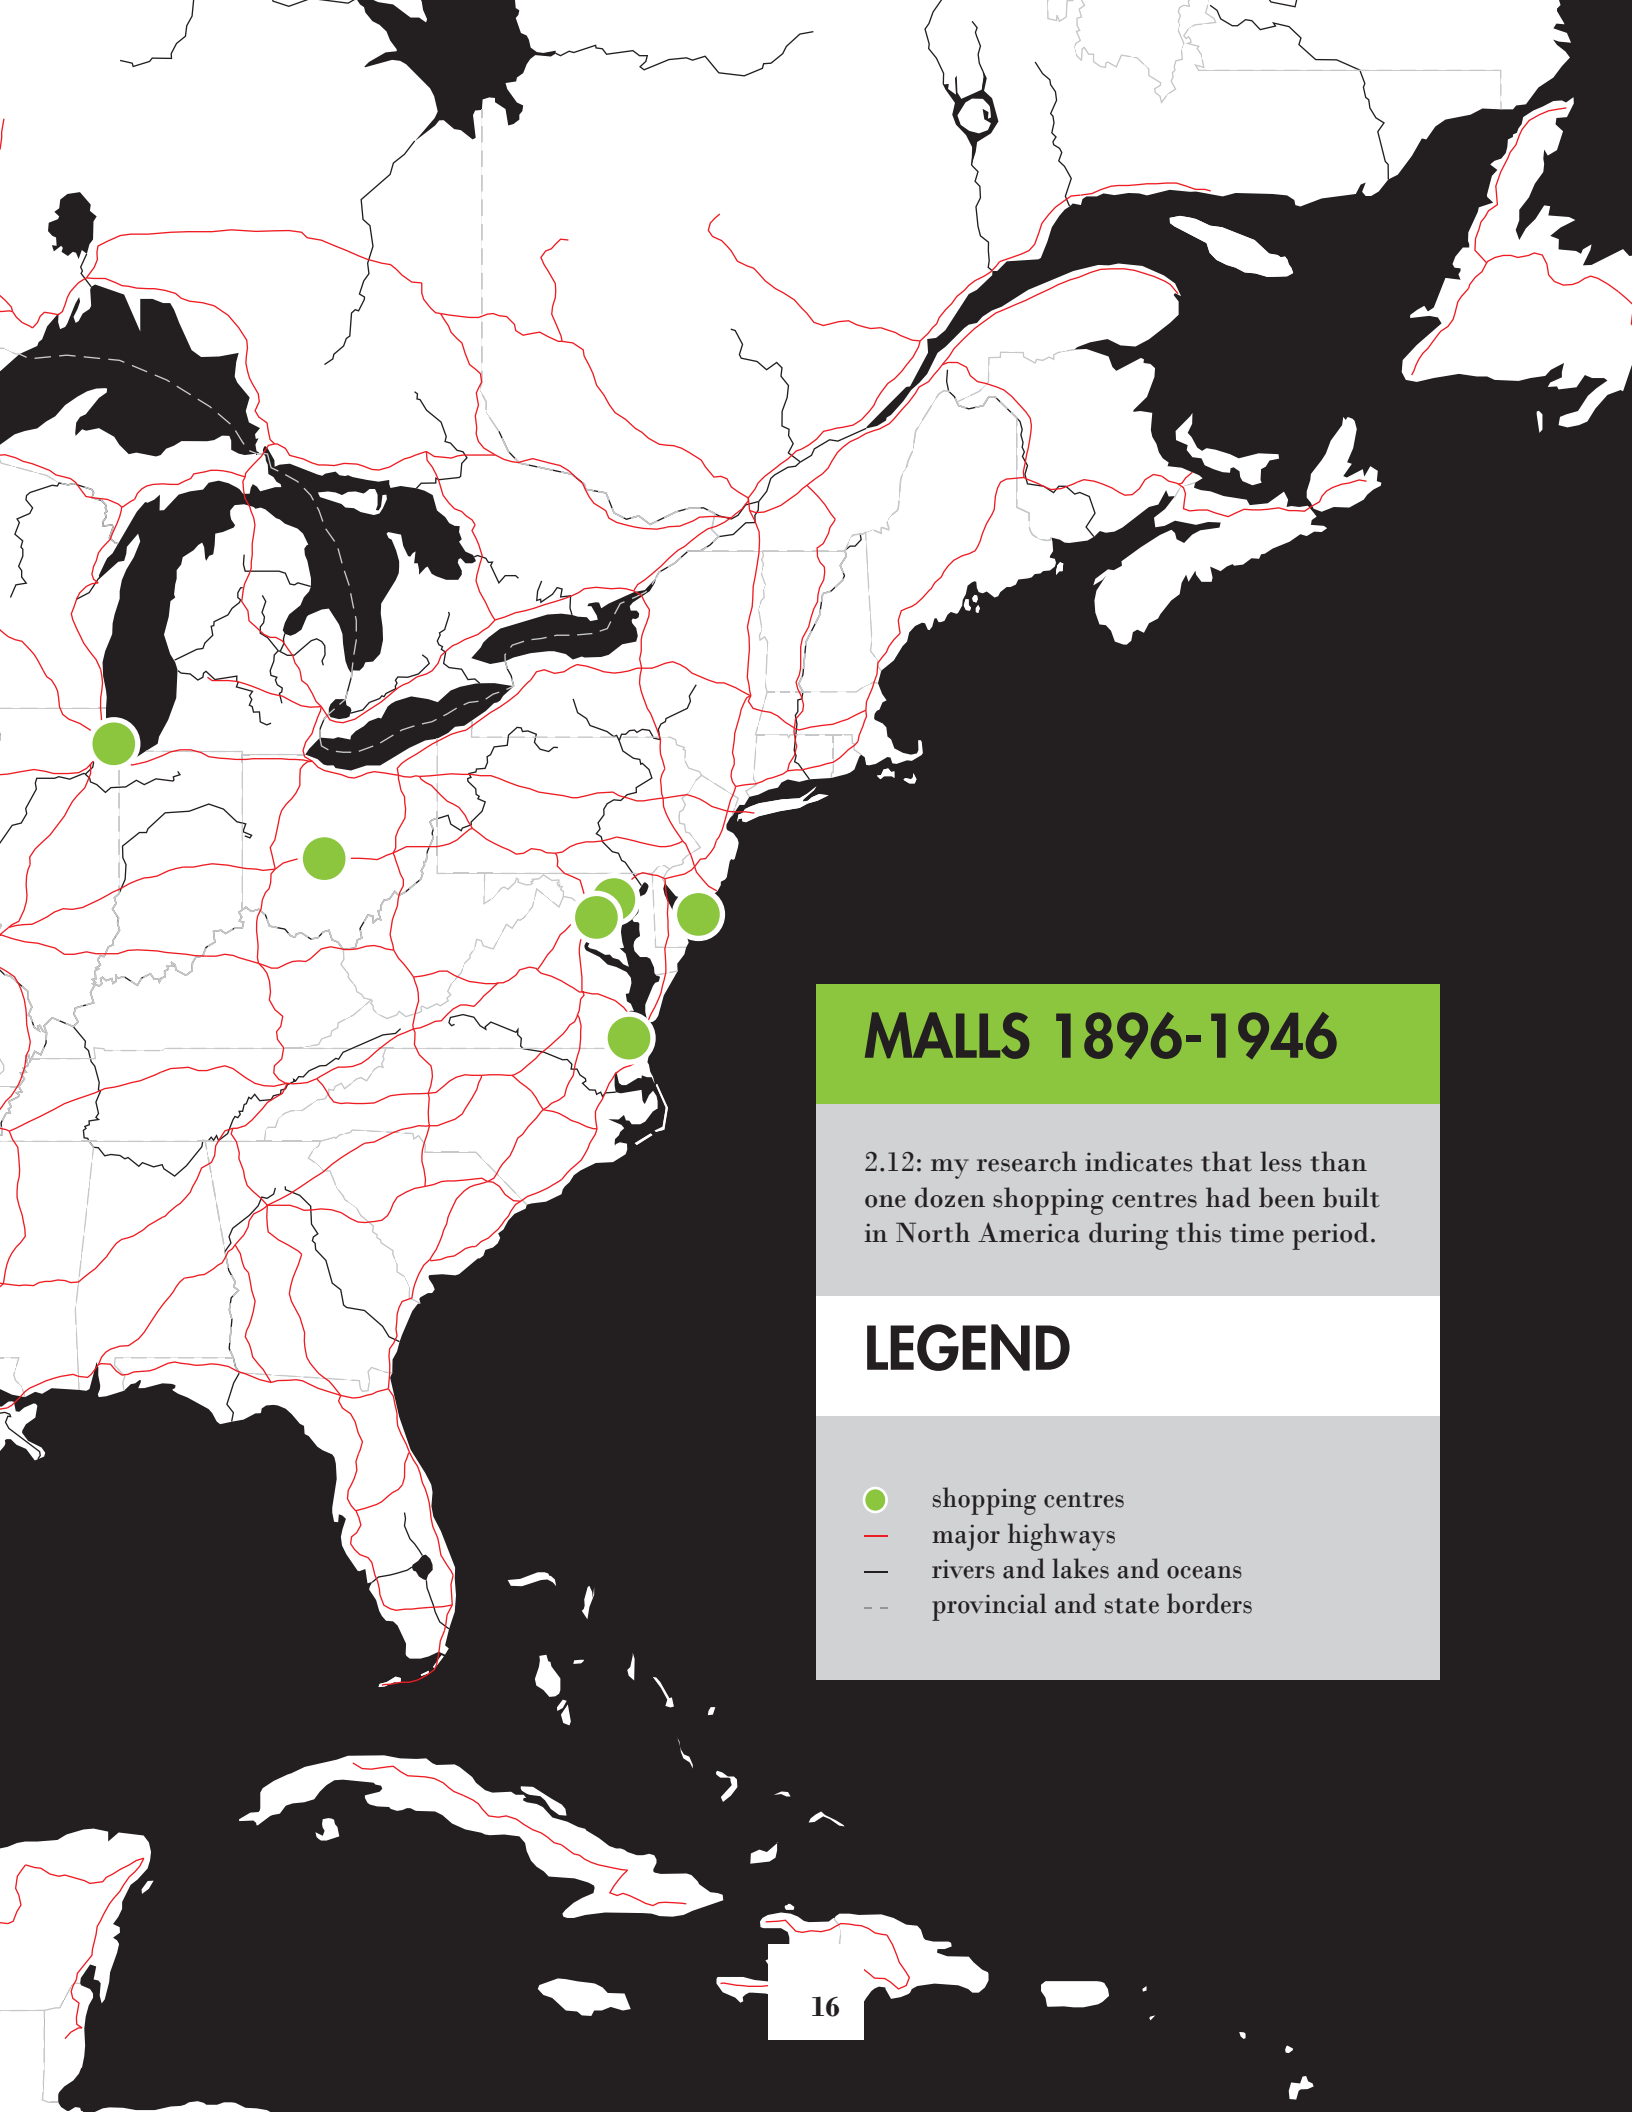 MALLS 1896-1946
2.12: my research indicates that less than
one dozen shopping centres had been built
in North America during this time period.
LEGEND
shopping centres
major highways
rivers and lakes and oceans
provincial and state borders
16